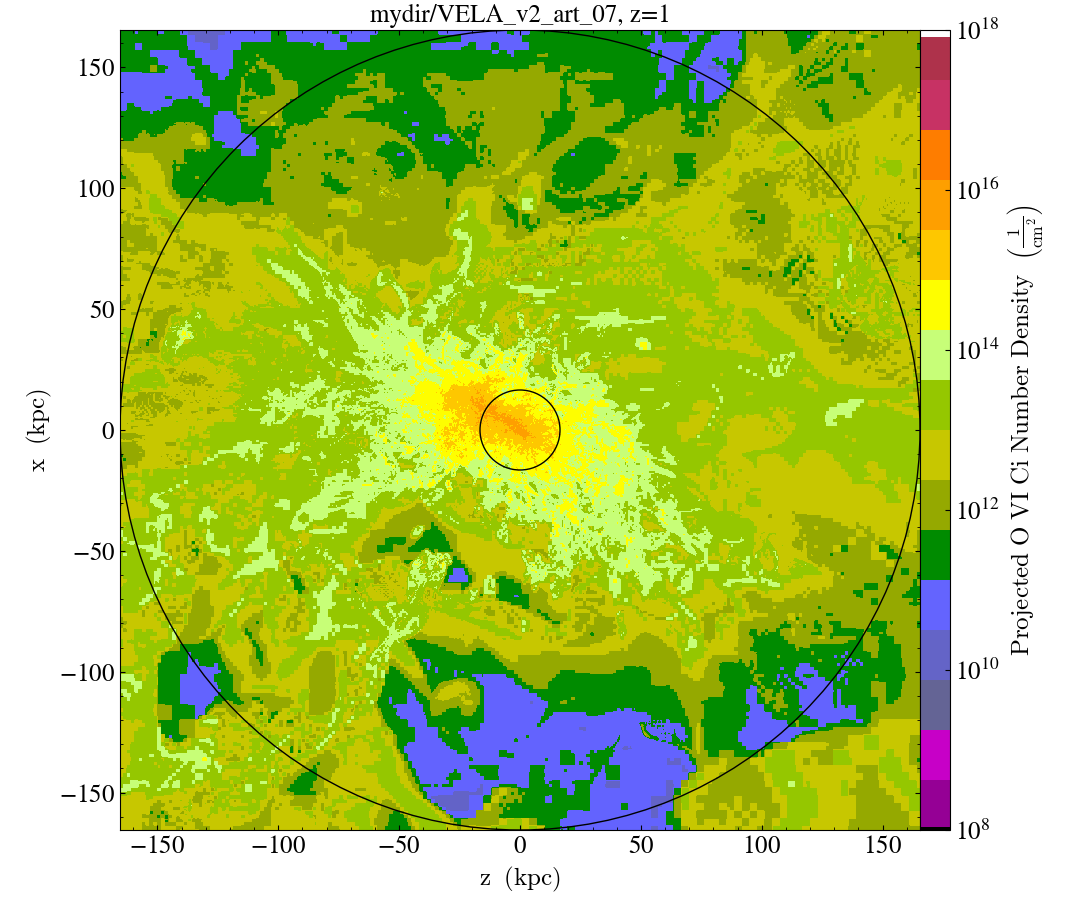 mydir/VELA_v2_art_07, z=1
150
100
50
0
−50
−100
−150
x (kpc)
−150 −100 −50 0 50 100 150
z (kpc)
10^18
10^16
10^14
10^12
10^10
10^8
Projected O VI Ci Number Density (1/cm^2)